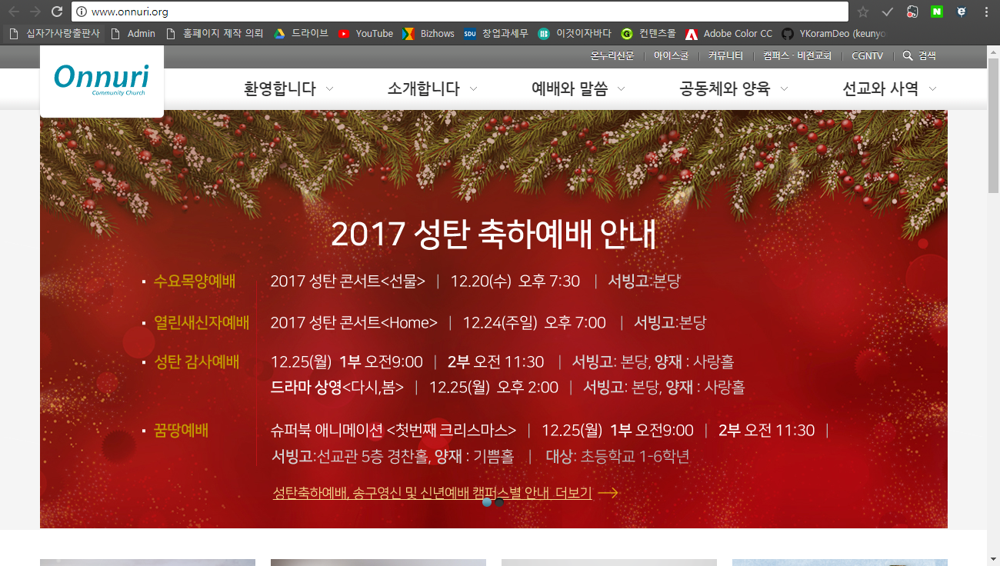 www.onnuri.org
십자가사랑출판사 Admin 홈페이지 제작 의뢰 드라이브 YouTube Bizhows SDU 창업과세무 이것이자바다 컨텐츠몰 Adobe Color CC YKoramDeo (keunyo
온누리신문 | 아이스쿨 | 커뮤니티 | 캠퍼스 · 비전교회 | CGNTV | 검색
Onnuri
Community Church
환영합니다 소개합니다 예배와 말씀 공동체와 양육 선교와 사역
2017 성탄 축하예배 안내
수요목양예배 2017 성탄 콘서트<선물> | 12.20(수) 오후 7:30 | 서빙고:본당
열린새신자예배 2017 성탄 콘서트<Home> | 12.24(주일) 오후 7:00 | 서빙고:본당
성탄 감사예배 12.25(월) 1부 오전9:00 | 2부 오전 11:30 | 서빙고: 본당, 양재 : 사랑홀
드라마 상영<다시,봄> | 12.25(월) 오후 2:00 | 서빙고: 본당, 양재 : 사랑홀
꿈땅예배 슈퍼북 애니메이션 <첫번째 크리스마스> | 12.25(월) 1부 오전9:00 | 2부 오전 11:30 |
서빙고:선교관 5층 경찬홀, 양재 : 기쁨홀 | 대상: 초등학교 1-6학년
성탄축하예배, 송구영신 및 신년예배 캠퍼스별 안내 더보기